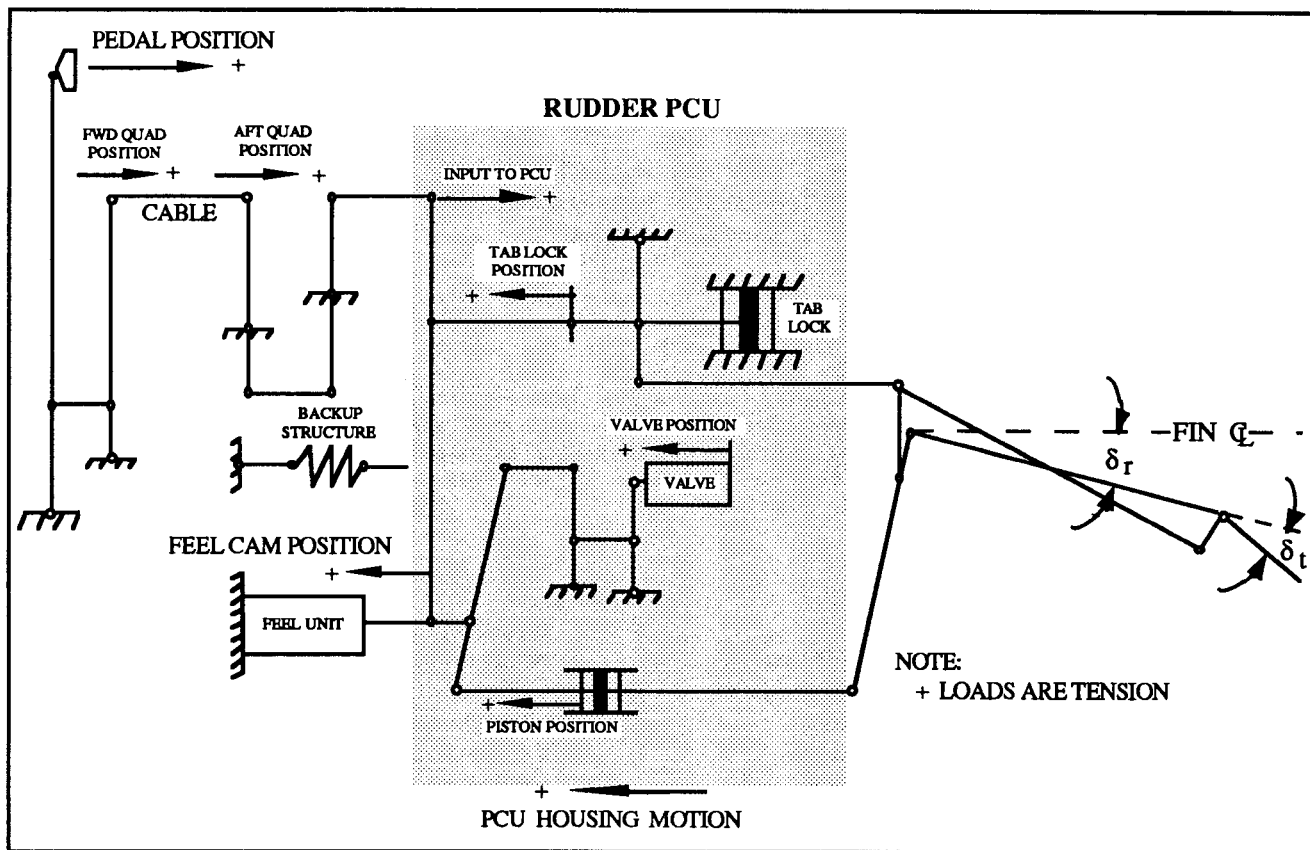 PEDAL POSITION
+
RUDDER PCU
FWD QUAD
POSITION
+
AFT QUAD
POSITION
+
INPUT TO PCU
+
CABLE
TAB LOCK
POSITION
+
TAB
LOCK
BACKUP
STRUCTURE
VALVE POSITION
+
VALVE
FIN ℄
δr
δt
FEEL CAM POSITION
+
FEEL UNIT
NOTE:
+ LOADS ARE TENSION
+
PISTON POSITION
+
PCU HOUSING MOTION